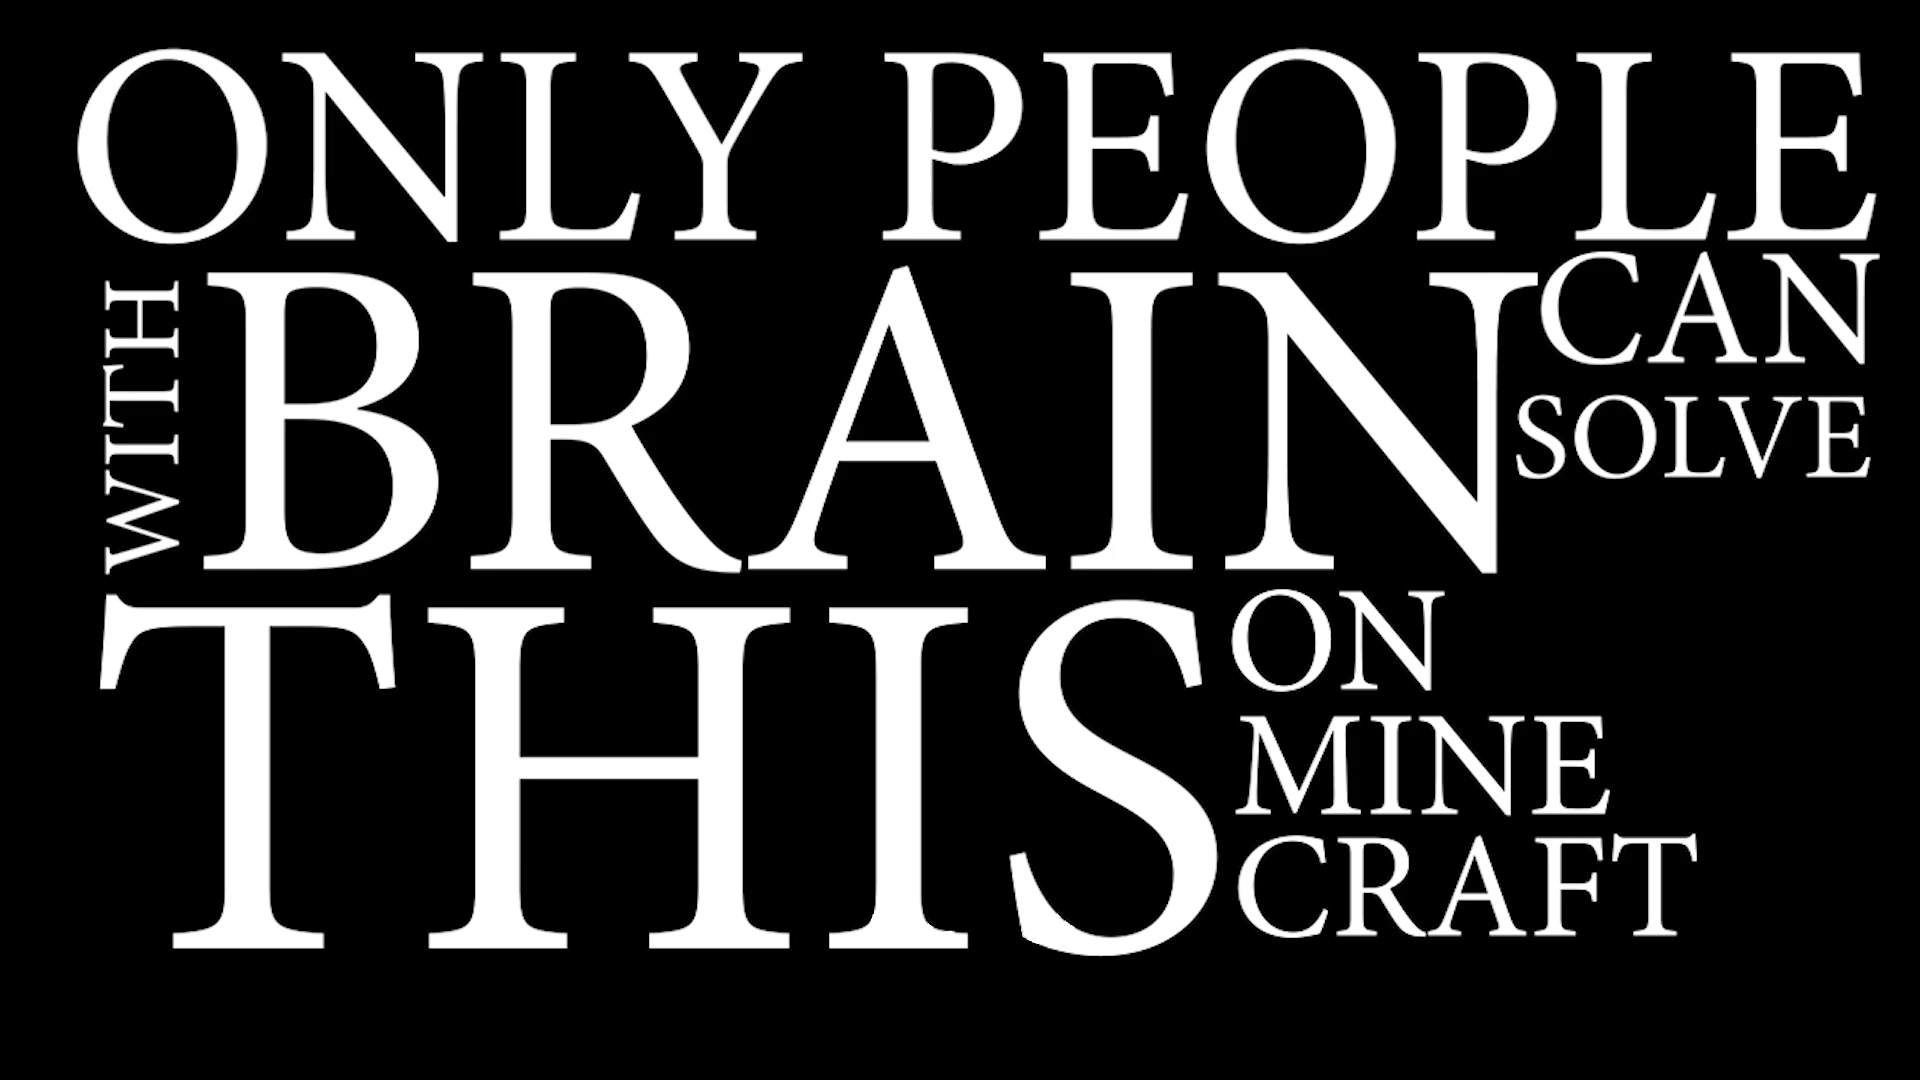 ONLY PEOPLE
WITH
BRAIN
CAN
SOLVE
THIS
ON
MINE
CRAFT